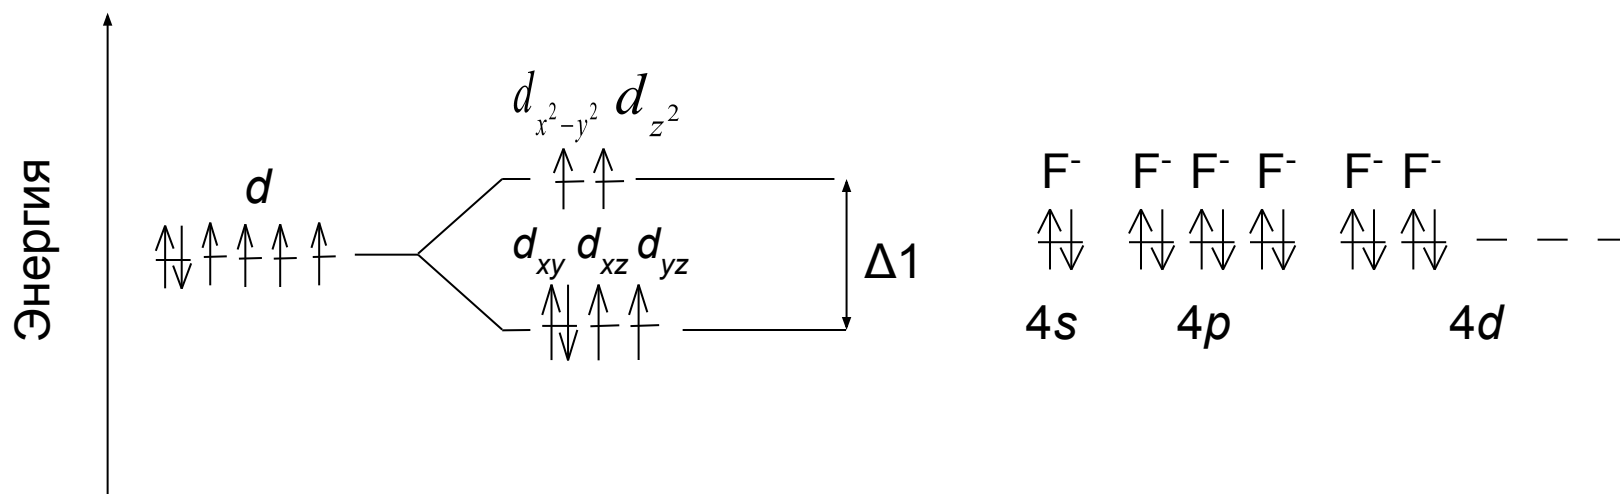 Энергия
d
d_{x²-y²} d_{z²}
d_{xy} d_{xz} d_{yz}
Δ1
F⁻ F⁻ F⁻ F⁻ F⁻ F⁻
4s 4p 4d